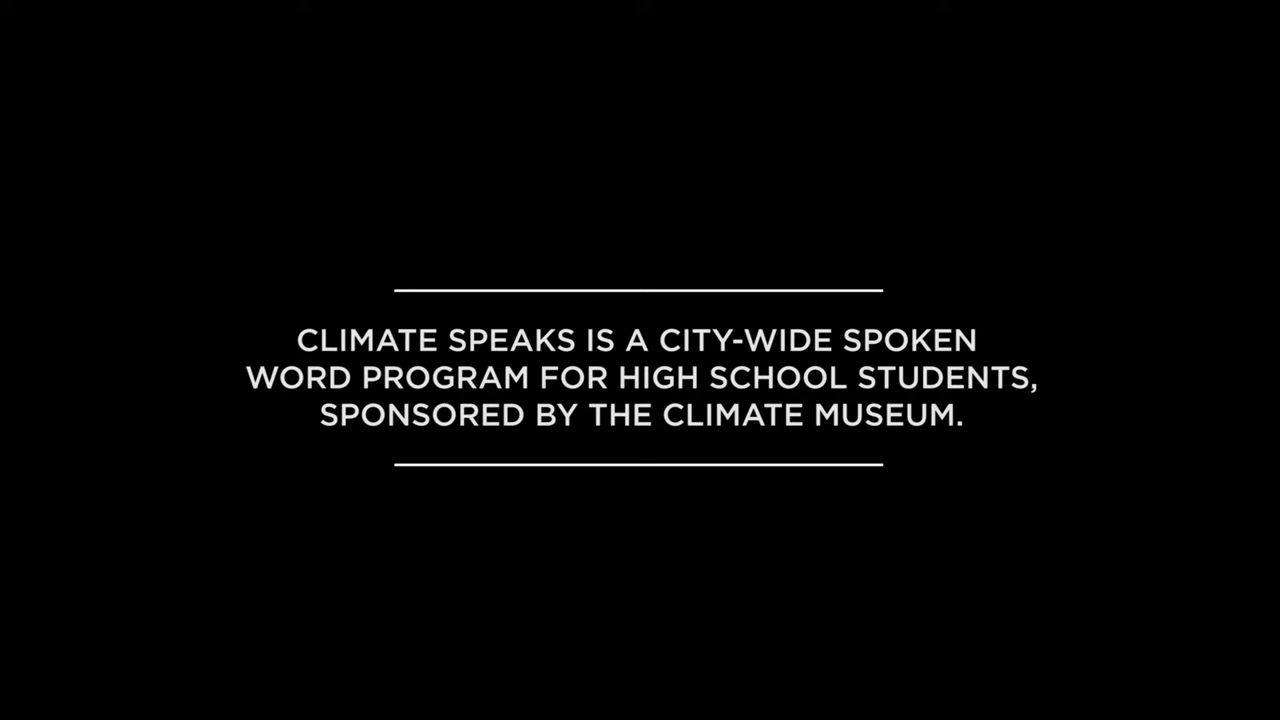 CLIMATE SPEAKS IS A CITY-WIDE SPOKEN
WORD PROGRAM FOR HIGH SCHOOL STUDENTS,
SPONSORED BY THE CLIMATE MUSEUM.